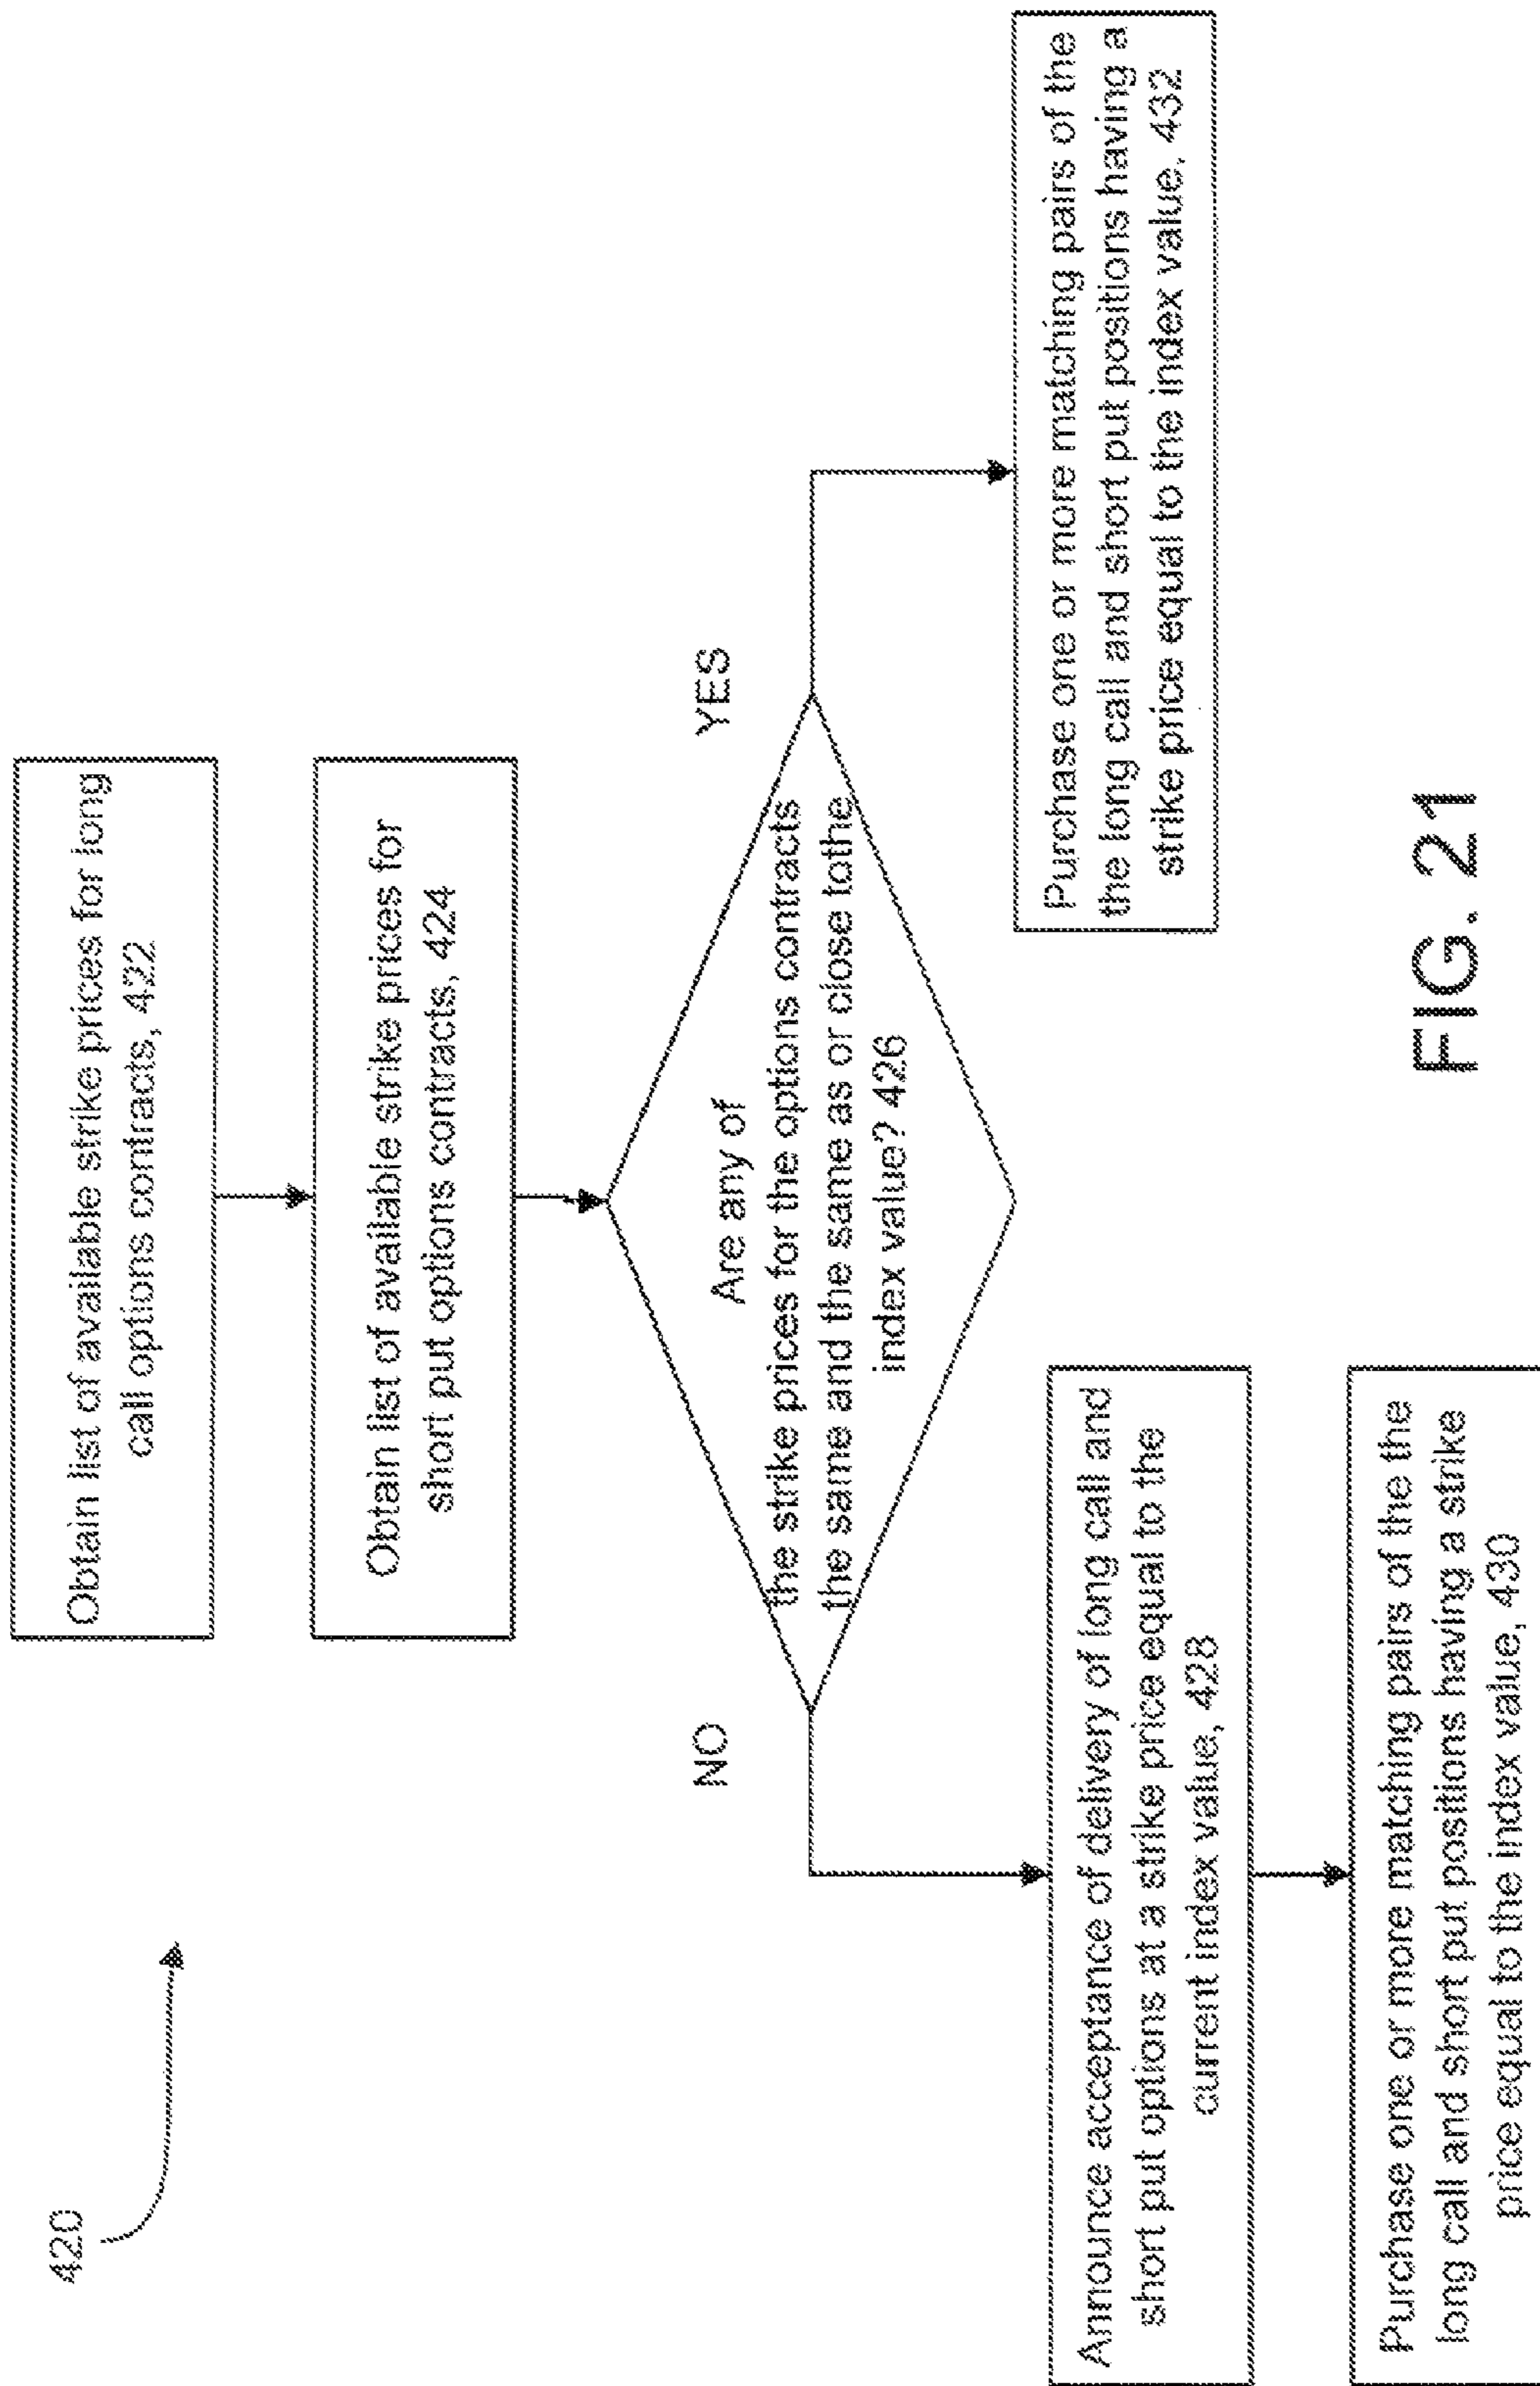 420
Obtain list of available strike prices for long
call options contracts, 422
Obtain list of available strike prices for
short put options contracts, 424
Are any of
the strike prices for the options contracts
the same and the same as or close tothe
index value? 426
NO
YES
Announce acceptance of delivery of long call and
short put options at a strike price equal to the
current index value, 428
Purchase one or more matching pairs of the the
long call and short put positions having a strike
price equal to the index value, 430
Purchase one or more matching pairs of the
the long call and short put positions having a
strike price equal to the index value, 432
FIG. 21